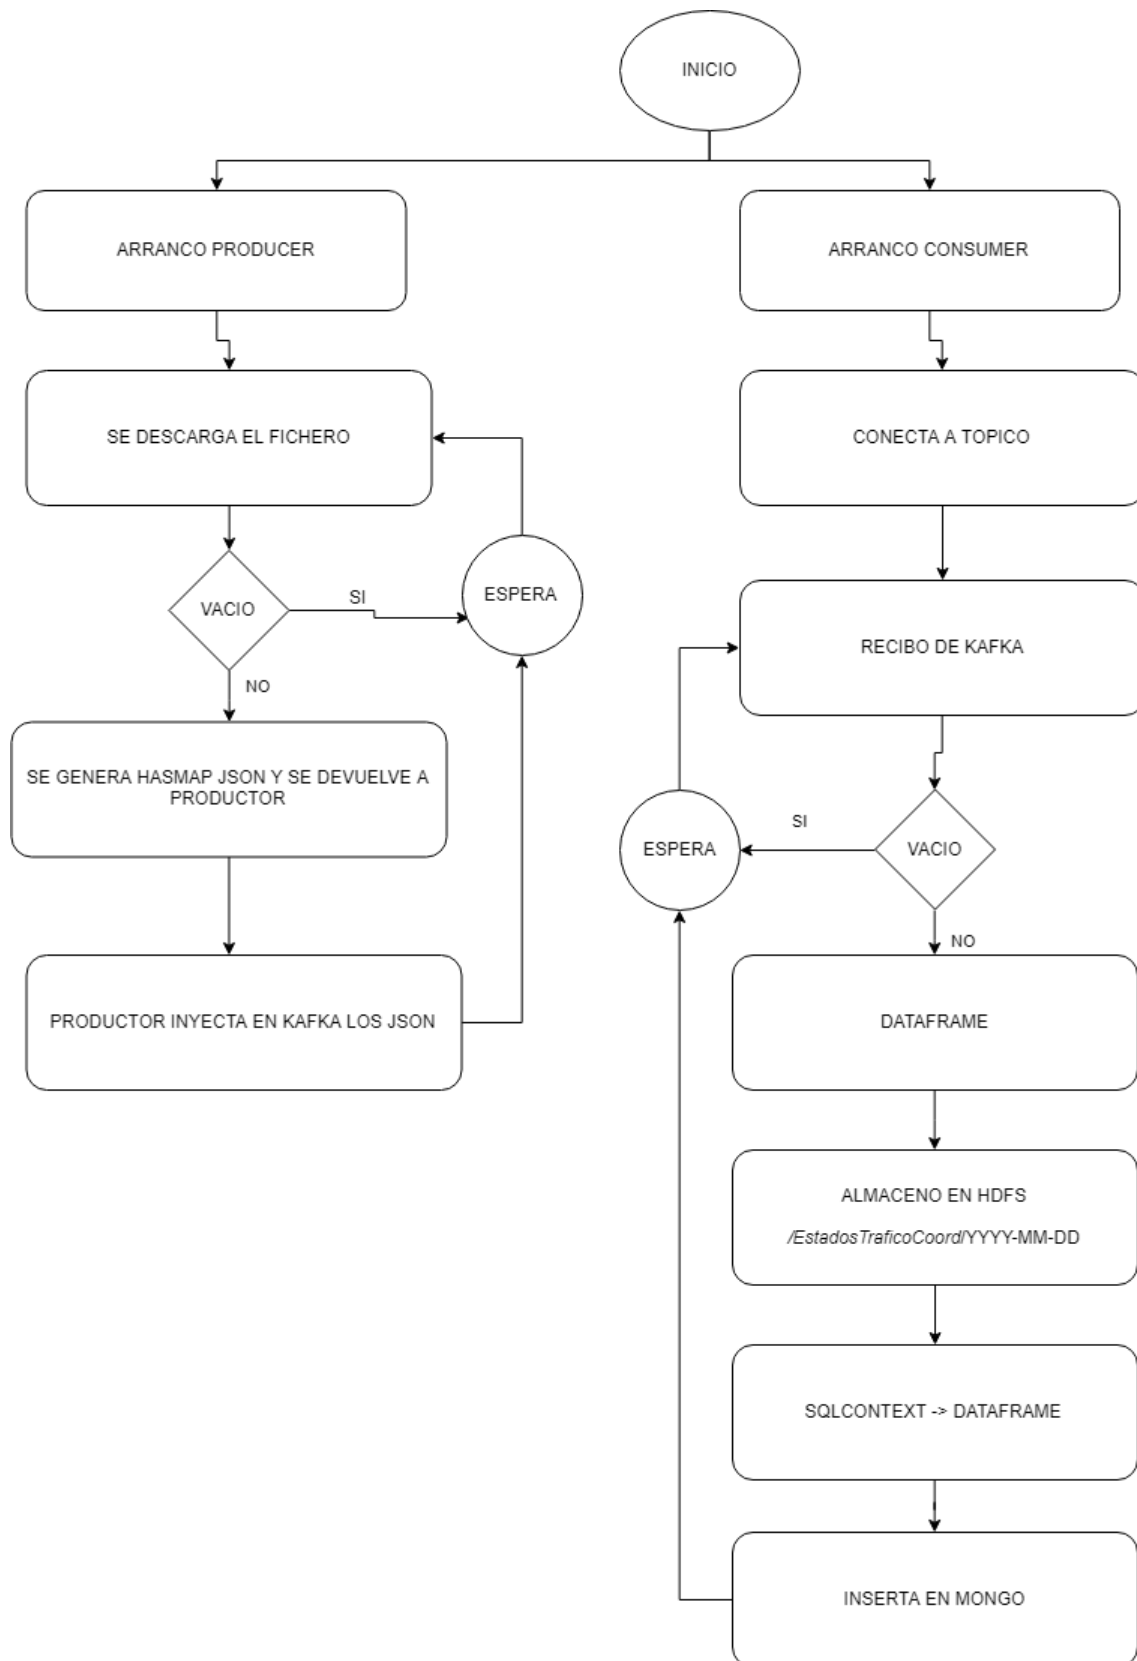 INICIO
ARRANCO PRODUCER
SE DESCARGA EL FICHERO
VACIO
SI
ESPERA
NO
SE GENERA HASMAP JSON Y SE DEVUELVE A
PRODUCTOR
PRODUCTOR INYECTA EN KAFKA LOS JSON
ARRANCO CONSUMER
CONECTA A TOPICO
RECIBO DE KAFKA
ESPERA
SI
VACIO
NO
DATAFRAME
ALMACENO EN HDFS
/EstadosTraficoCoord/YYYY-MM-DD
SQLCONTEXT -> DATAFRAME
INSERTA EN MONGO